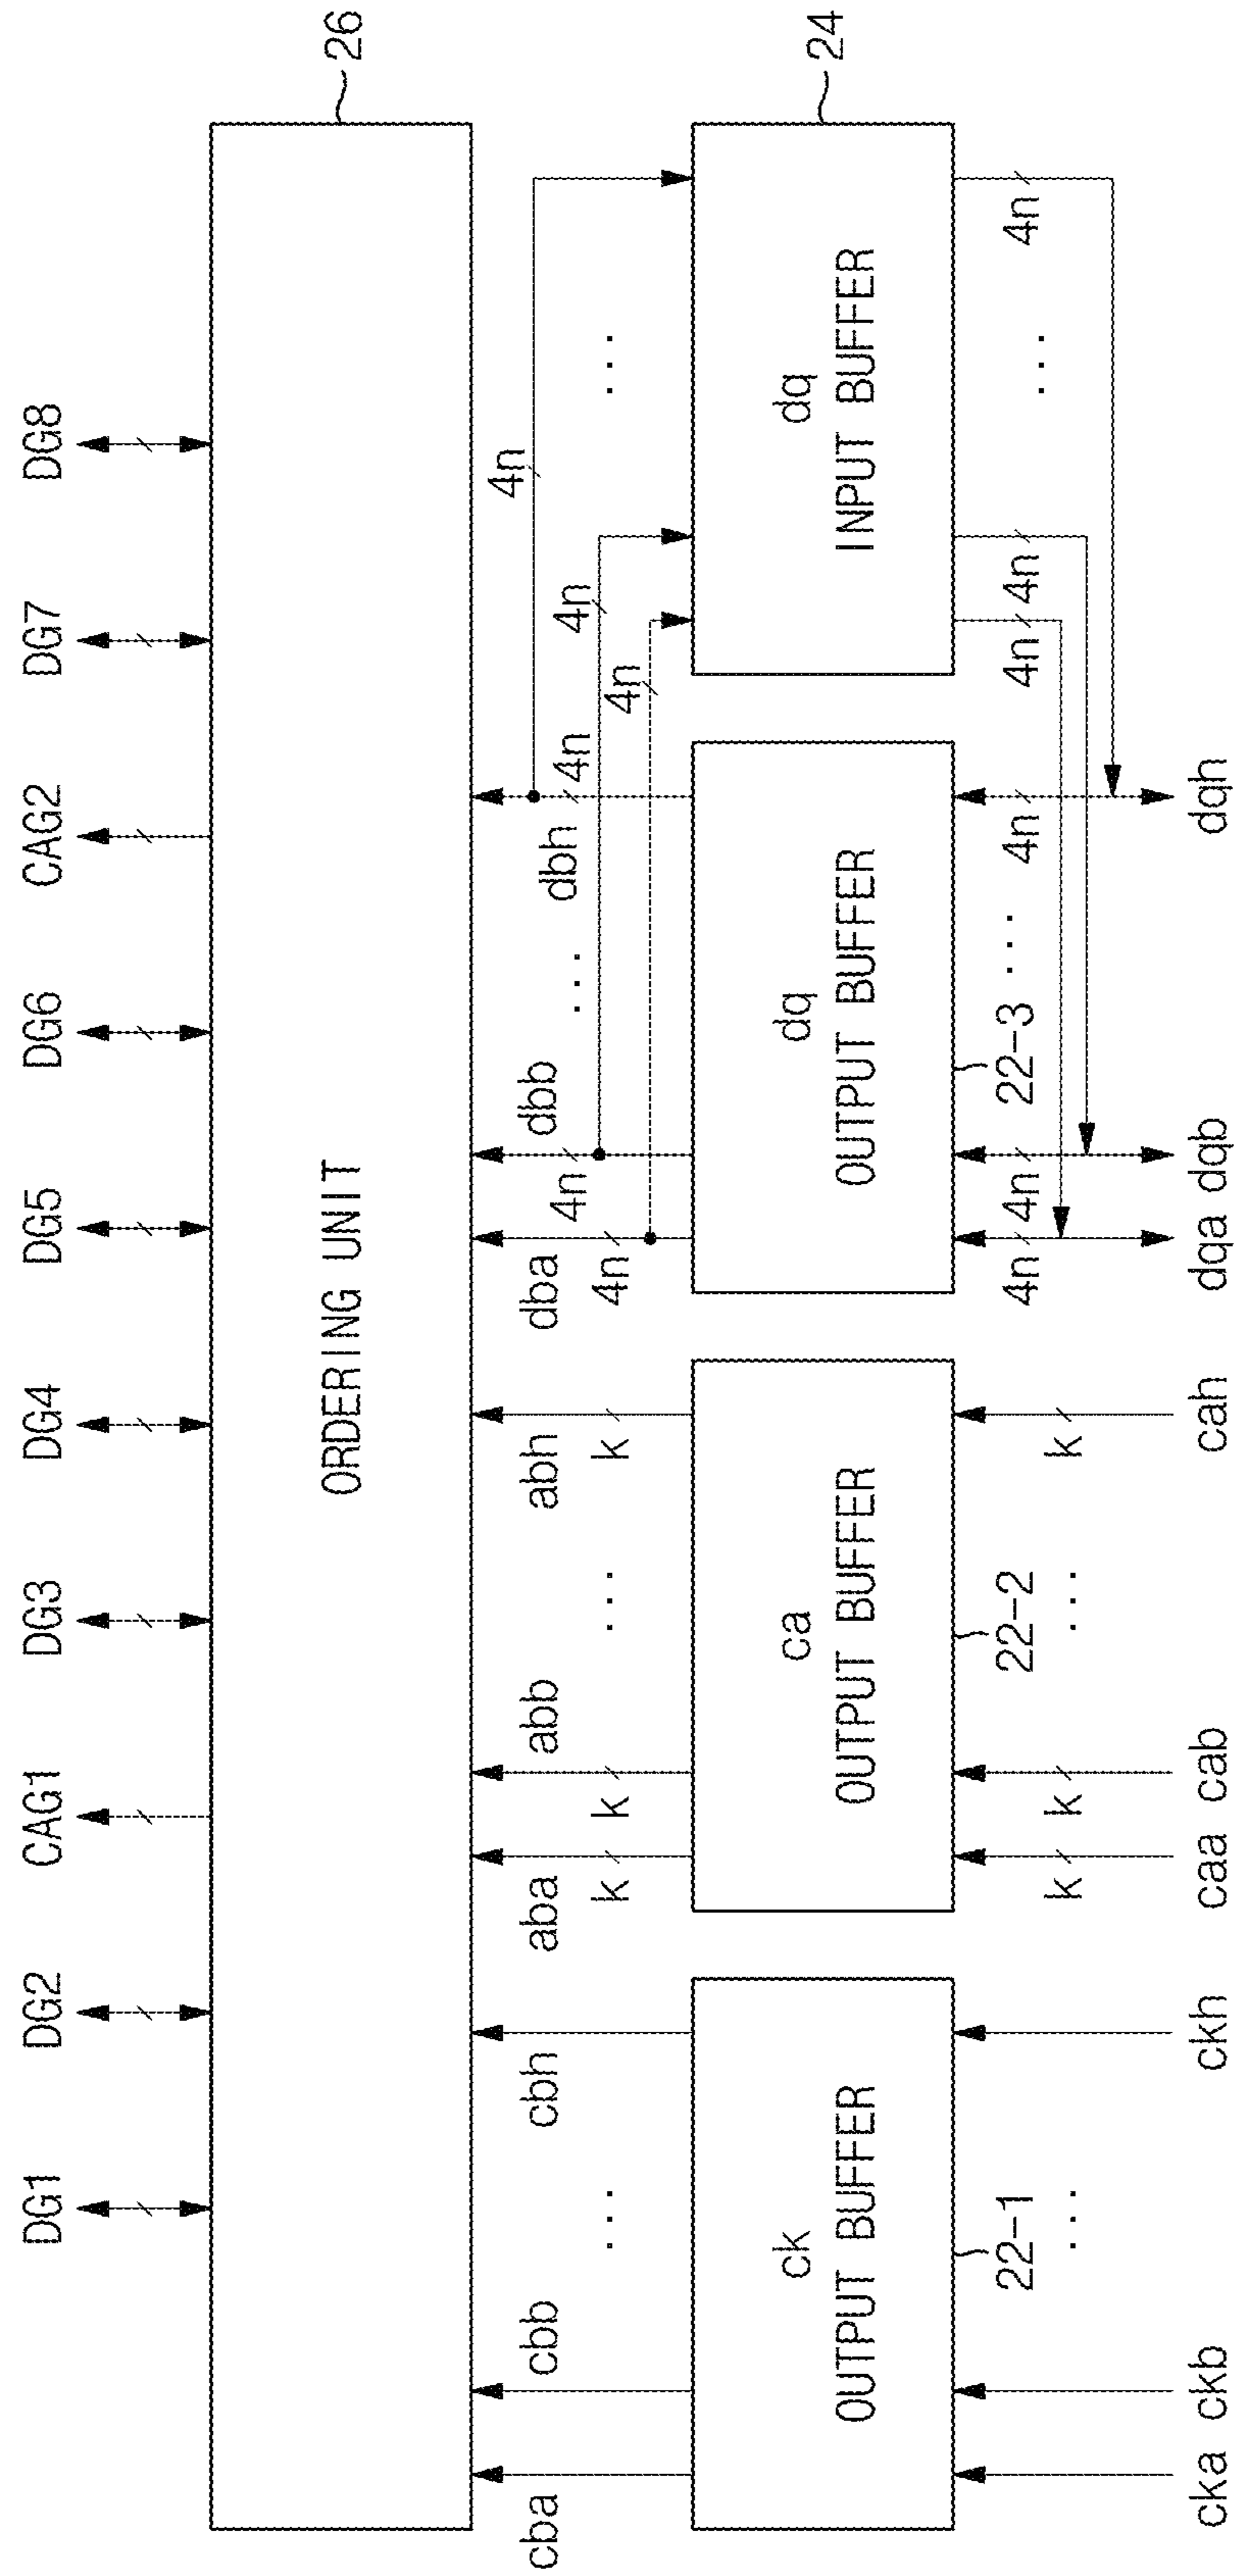 DG1 DG2 CAG1 DG3 DG4 DG5 DG6 CAG2 DG7 DG8
ORDERING UNIT
26
cba cbb ... cbh aba abb ... abh dba dbb ... dbh
k k k 4n 4n 4n 4n 4n 4n ...
ck
OUTPUT BUFFER
ca
OUTPUT BUFFER
dq
OUTPUT BUFFER
dq
INPUT BUFFER
24
22-1 22-2 22-3
... k k ... k 4n 4n ... 4n 4n 4n ... 4n
cka ckb ckh caa cab cah dqa dqb dqh